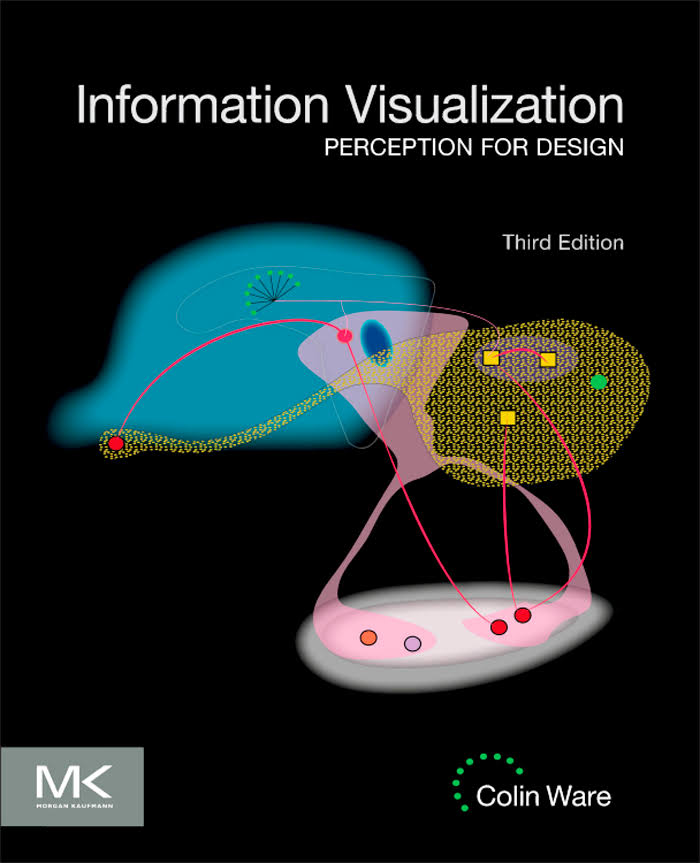 Information Visualization
PERCEPTION FOR DESIGN
Third Edition
MK
MORGAN KAUFMANN
Colin Ware